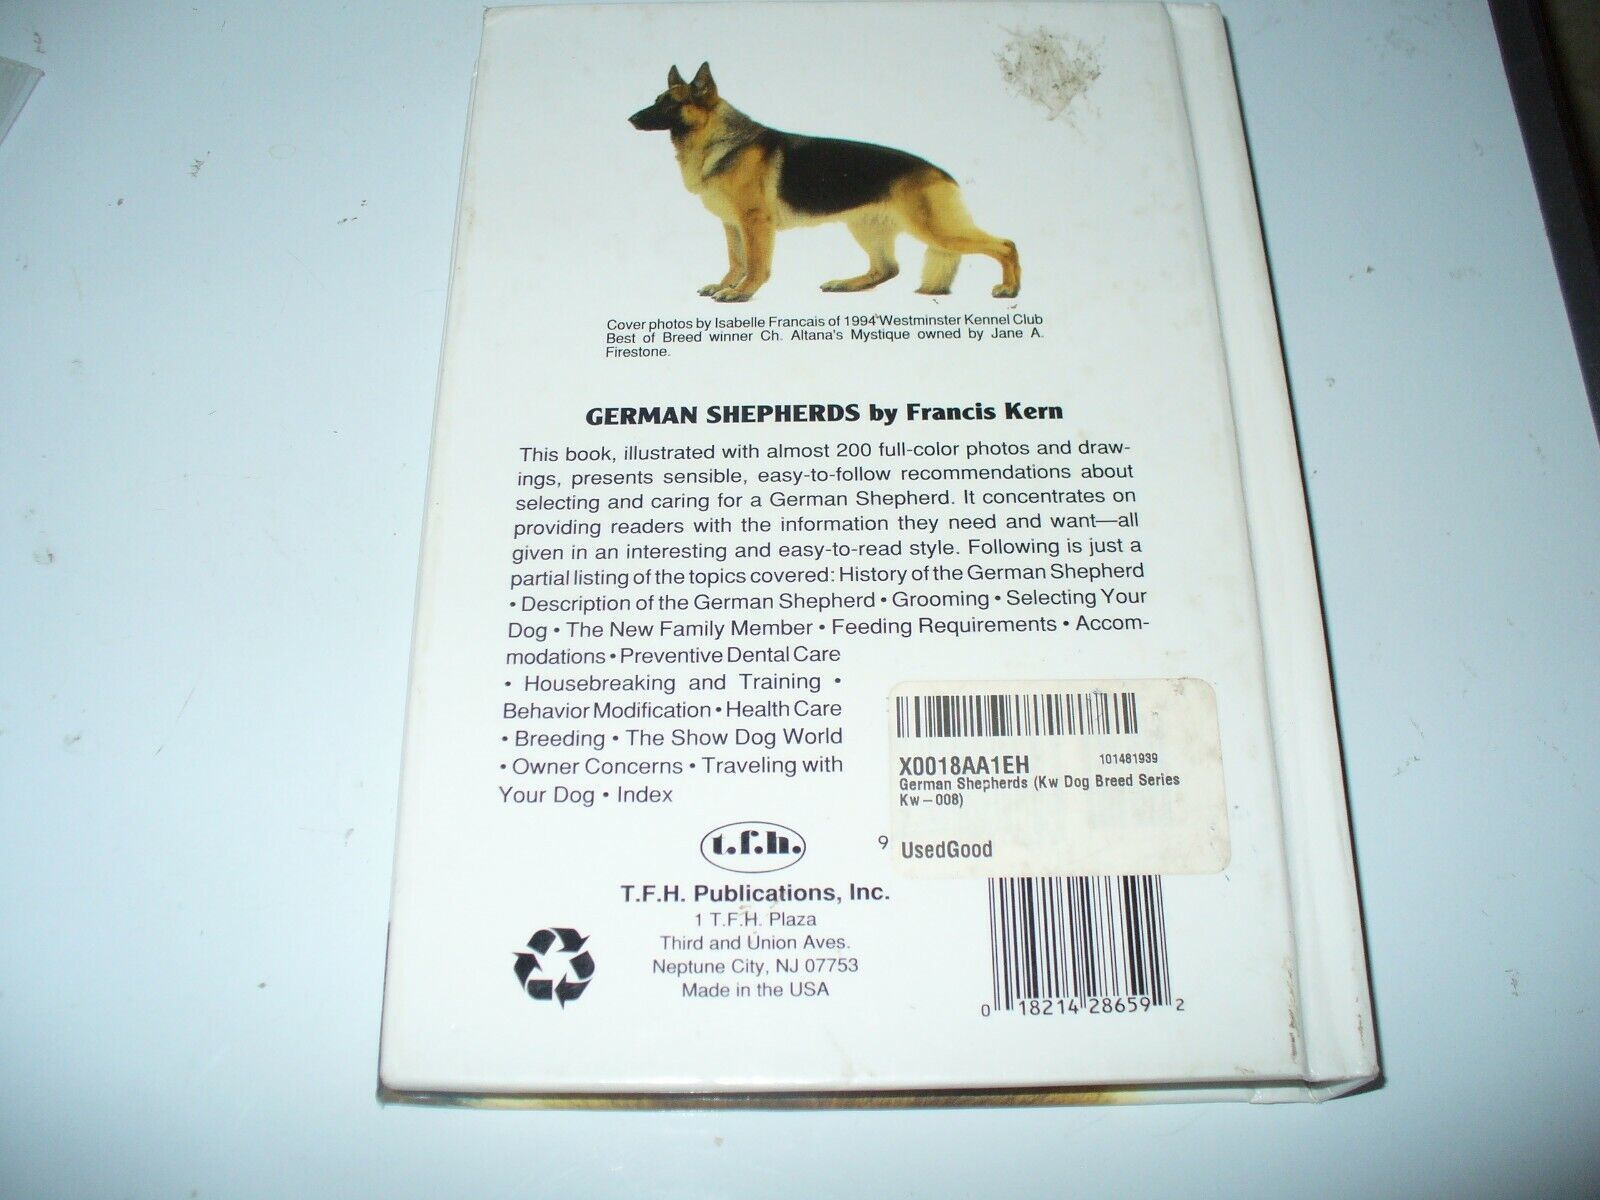 Cover photos by Isabelle Francais of 1994 Westminster Kennel Club
Best of Breed winner Ch. Altana's Mystique owned by Jane A.
Firestone.
GERMAN SHEPHERDS by Francis Kern
This book, illustrated with almost 200 full-color photos and draw-
ings, presents sensible, easy-to-follow recommendations about
selecting and caring for a German Shepherd. It concentrates on
providing readers with the information they need and want—all
given in an interesting and easy-to-read style. Following is just a
partial listing of the topics covered: History of the German Shepherd
• Description of the German Shepherd • Grooming • Selecting Your
Dog • The New Family Member • Feeding Requirements • Accom-
modations • Preventive Dental Care
• Housebreaking and Training •
Behavior Modification • Health Care
• Breeding • The Show Dog World
• Owner Concerns • Traveling with
Your Dog • Index
X0018AA1EH 101481939
German Shepherds (Kw Dog Breed Series
Kw-008)
UsedGood
9
t.f.h.
T.F.H. Publications, Inc.
1 T.F.H. Plaza
Third and Union Aves.
Neptune City, NJ 07753
Made in the USA
0 18214 28659 2